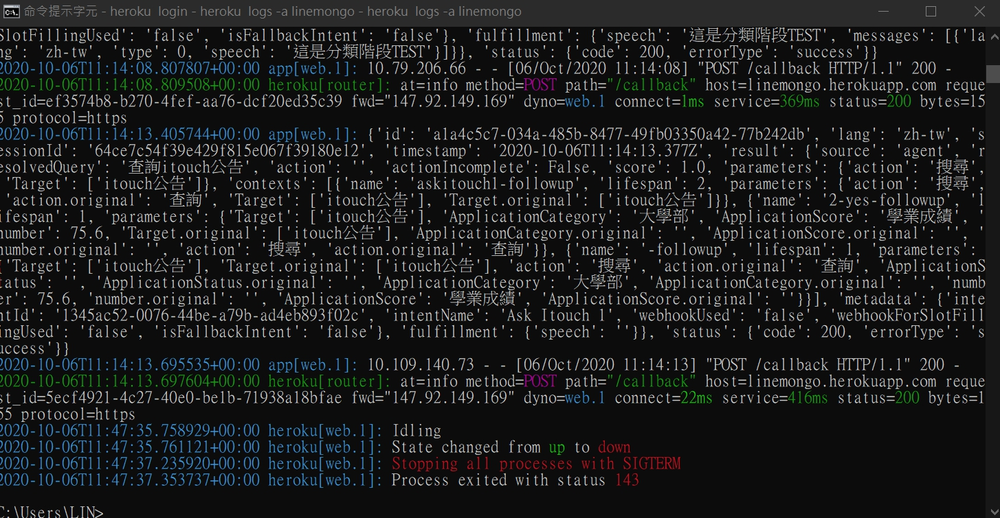 命令提示字元 - heroku  login - heroku  logs -a linemongo - heroku  logs -a linemongo
SlotFillingUsed': 'false', 'isFallbackIntent': 'false'}, 'fulfillment': {'speech': '這是分類階段TEST', 'messages': [{'la
ng': 'zh-tw', 'type': 0, 'speech': '這是分類階段TEST'}]}}, 'status': {'code': 200, 'errorType': 'success'}}
2020-10-06T11:14:08.807807+00:00 app[web.1]: 10.79.206.66 - - [06/Oct/2020 11:14:08] "POST /callback HTTP/1.1" 200 -
2020-10-06T11:14:08.809508+00:00 heroku[router]: at=info method=POST path="/callback" host=linemongo.herokuapp.com reque
st_id=ef3574b8-b270-4fef-aa76-dcf20ed35c39 fwd="147.92.149.169" dyno=web.1 connect=1ms service=369ms status=200 bytes=15
5 protocol=https
2020-10-06T11:14:13.405744+00:00 app[web.1]: {'id': 'a1a4c5c7-034a-485b-8477-49fb03350a42-77b242db', 'lang': 'zh-tw', 's
essionId': '64ce7c54f39e429f815e067f39180e12', 'timestamp': '2020-10-06T11:14:13.377Z', 'result': {'source': 'agent', 'r
esolvedQuery': '查詢itouch公告', 'action': '', 'actionIncomplete': False, 'score': 1.0, 'parameters': {'action': '搜尋',
 'Target': ['itouch公告']}, 'contexts': [{'name': 'askitouch1-followup', 'lifespan': 2, 'parameters': {'action': '搜尋',
 'action.original': '查詢', 'Target': ['itouch公告'], 'Target.original': ['itouch公告']}}, {'name': '2-yes-followup', 'l
ifespan': 1, 'parameters': {'Target': ['itouch公告'], 'ApplicationCategory': '大學部', 'ApplicationScore': '學業成績', '
number': 75.6, 'Target.original': ['itouch公告'], 'ApplicationCategory.original': '', 'ApplicationScore.original': '', '
number.original': '', 'action': '搜尋', 'action.original': '查詢'}}, {'name': '-followup', 'lifespan': 1, 'parameters':
{'Target': ['itouch公告'], 'Target.original': ['itouch公告'], 'action': '搜尋', 'action.original': '查詢', 'ApplicationS
tatus': '', 'ApplicationStatus.original': '', 'ApplicationCategory': '大學部', 'ApplicationCategory.original': '', 'numb
er': 75.6, 'number.original': '', 'ApplicationScore': '學業成績', 'ApplicationScore.original': ''}}], 'metadata': {'inte
ntId': '1345ac52-0076-44be-a79b-ad4eb893f02c', 'intentName': 'Ask Itouch 1', 'webhookUsed': 'false', 'webhookForSlotFill
ingUsed': 'false', 'isFallbackIntent': 'false'}, 'fulfillment': {'speech': ''}}, 'status': {'code': 200, 'errorType': 's
uccess'}}
2020-10-06T11:14:13.695535+00:00 app[web.1]: 10.109.140.73 - - [06/Oct/2020 11:14:13] "POST /callback HTTP/1.1" 200 -
2020-10-06T11:14:13.697604+00:00 heroku[router]: at=info method=POST path="/callback" host=linemongo.herokuapp.com reque
st_id=5ecf4921-4c27-40e0-be1b-71938a18bfae fwd="147.92.149.169" dyno=web.1 connect=22ms service=416ms status=200 bytes=1
55 protocol=https
2020-10-06T11:47:35.758929+00:00 heroku[web.1]: Idling
2020-10-06T11:47:35.761121+00:00 heroku[web.1]: State changed from up to down
2020-10-06T11:47:37.235920+00:00 heroku[web.1]: Stopping all processes with SIGTERM
2020-10-06T11:47:37.353737+00:00 heroku[web.1]: Process exited with status 143
C:\Users\LIN>